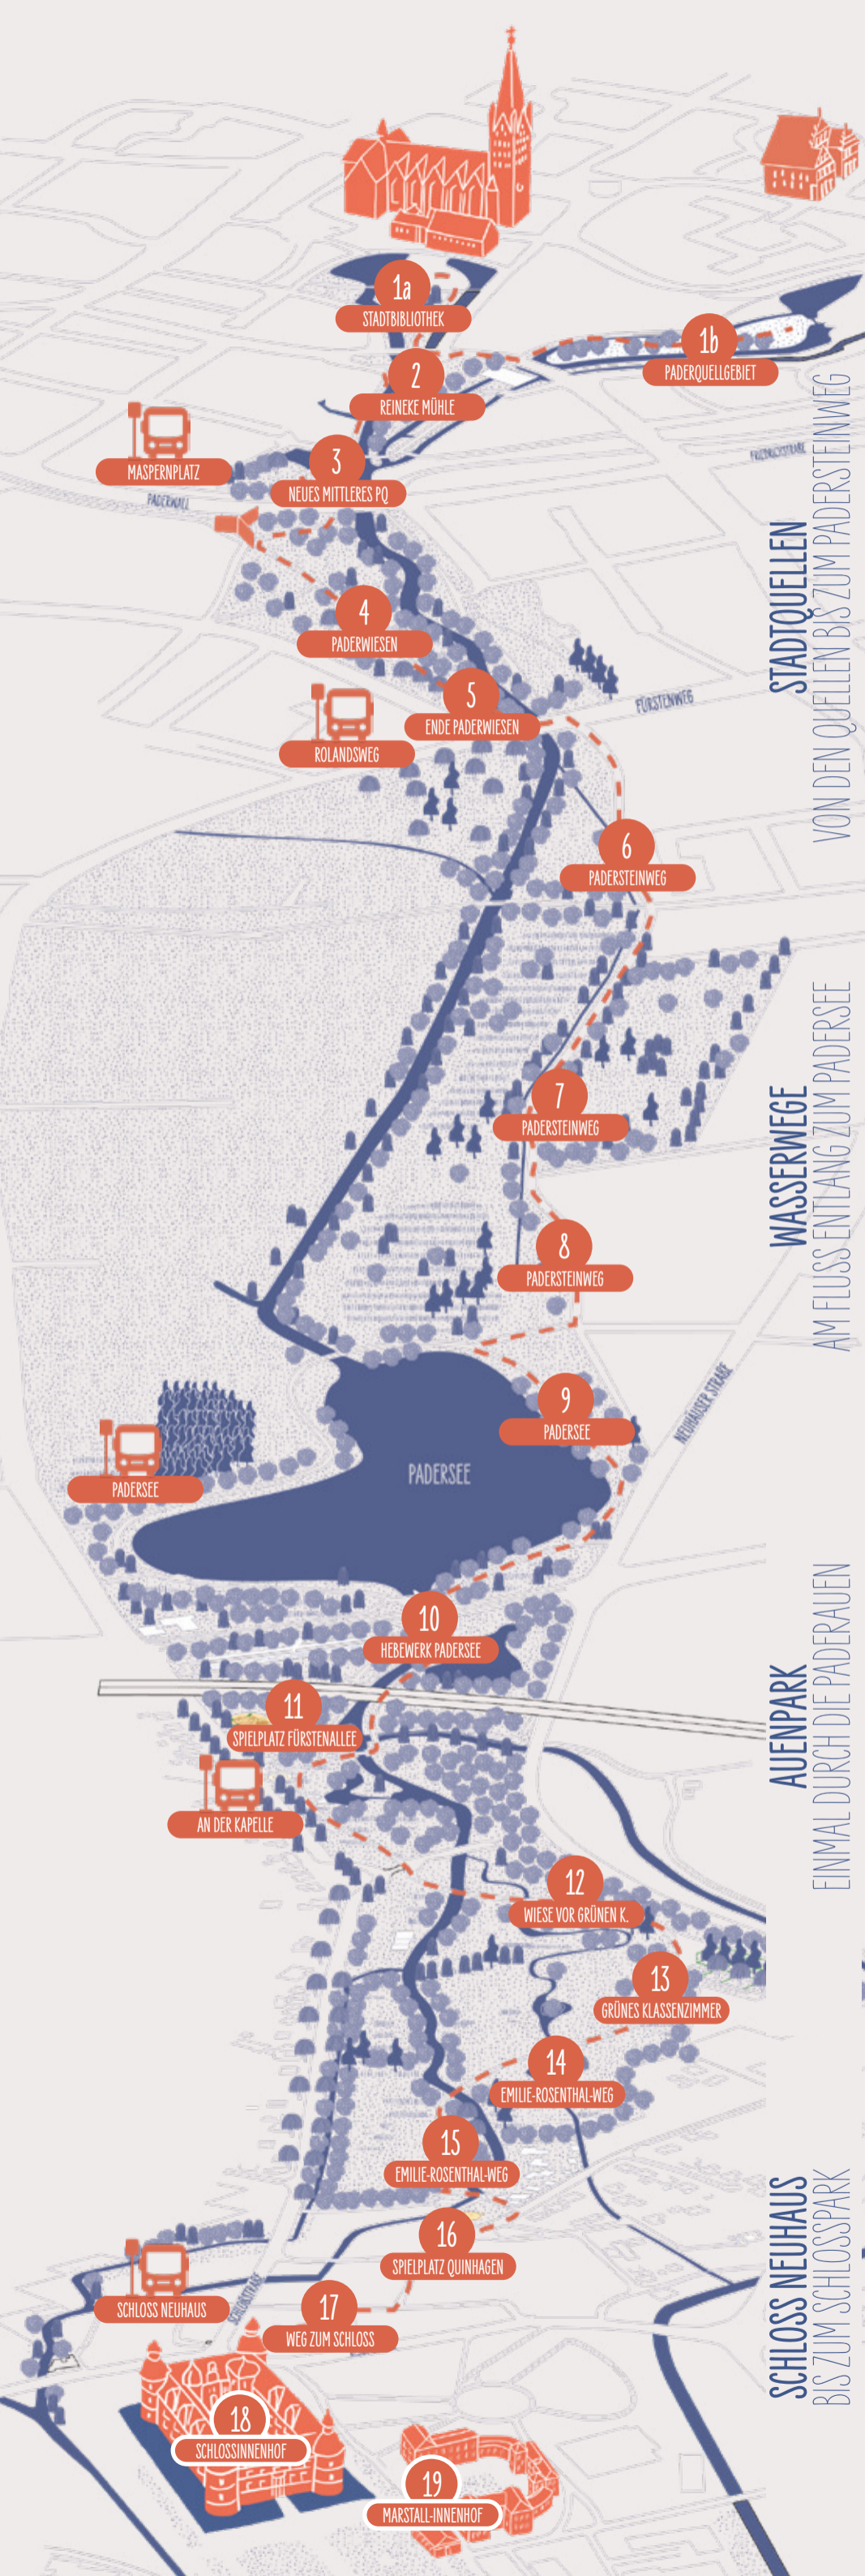 1a
STADTBIBLIOTHEK
1b
PADERQUELLGEBIET
2
REINEKE MÜHLE
MASPERNPLATZ
3
NEUES MITTLERES PQ
PADERWALL
FRIEDRICHSTRAßE
4
PADERWIESEN
5
ENDE PADERWIESEN
FÜRSTENWEG
ROLANDSWEG
STADTQUELLEN
VON DEN QUELLEN BIS ZUM PADERSTEINWEG
6
PADERSTEINWEG
7
PADERSTEINWEG
8
PADERSTEINWEG
WASSERWEGE
AM FLUSS ENTLANG ZUM PADERSEE
9
PADERSEE
NEUHÄUSER STRAßE
PADERSEE
PADERSEE
10
HEBEWERK PADERSEE
11
SPIELPLATZ FÜRSTENALLEE
AN DER KAPELLE
AUENPARK
EINMAL DURCH DIE PADERAUEN
12
WIESE VOR GRÜNEN K.
13
GRÜNES KLASSENZIMMER
14
EMILIE-ROSENTHAL-WEG
15
EMILIE-ROSENTHAL-WEG
16
SPIELPLATZ QUINHAGEN
SCHLOSS NEUHAUS
17
WEG ZUM SCHLOSS
SCHLOSS NEUHAUS
BIS ZUM SCHLOSSPARK
18
SCHLOSSINNENHOF
19
MARSTALL-INNENHOF